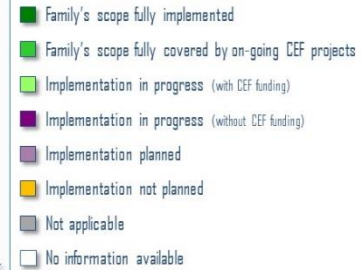 Family's scope fully implemented
Family's scope fully covered by on-going CEF projects
Implementation in progress (with CEF funding)
Implementation in progress (without CEF funding)
Implementation planned
Implementation not planned
Not applicable
No information available